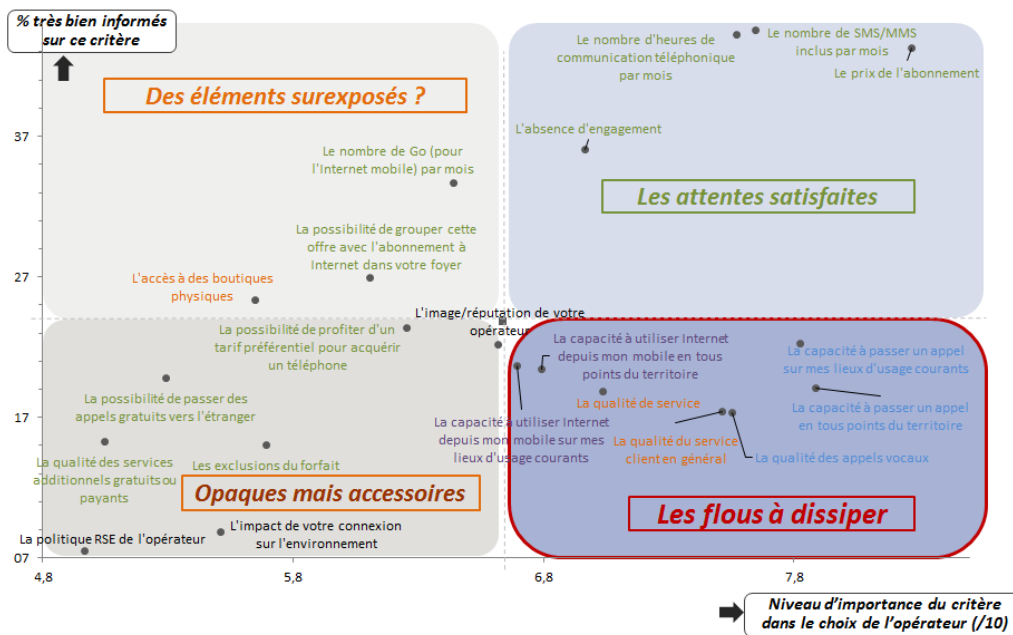 % très bien informés
sur ce critère
Des éléments surexposés ?
Le nombre d'heures de
communication téléphonique
par mois
Le nombre de SMS/MMS
inclus par mois
Le prix de l'abonnement
37
L'absence d'engagement
Le nombre de Go (pour
l'Internet mobile) par mois
Les attentes satisfaites
La possibilité de grouper cette
offre avec l'abonnement à
Internet dans votre foyer
27
L'accès à des boutiques
physiques
L'image/réputation de votre
opérateur
La possibilité de profiter d'un
tarif préférentiel pour acquérir
un téléphone
La capacité à utiliser Internet
depuis mon mobile en tous
points du territoire
La capacité à passer un appel
sur mes lieux d'usage courants
La possibilité de passer des
appels gratuits vers l'étranger
17
La qualité de service
La capacité à passer un appel
en tous points du territoire
La capacité à utiliser Internet
depuis mon mobile sur mes
lieux d'usage courants
La qualité du service
client en général
La qualité des appels vocaux
La qualité des services
additionnels gratuits ou
payants
Les exclusions du forfait
Opaques mais accessoires
Les flous à dissiper
La politique RSE de l'opérateur
L'impact de votre connexion
sur l'environnement
07
4,8
5,8
6,8
7,8
Niveau d'importance du critère
dans le choix de l'opérateur (/10)